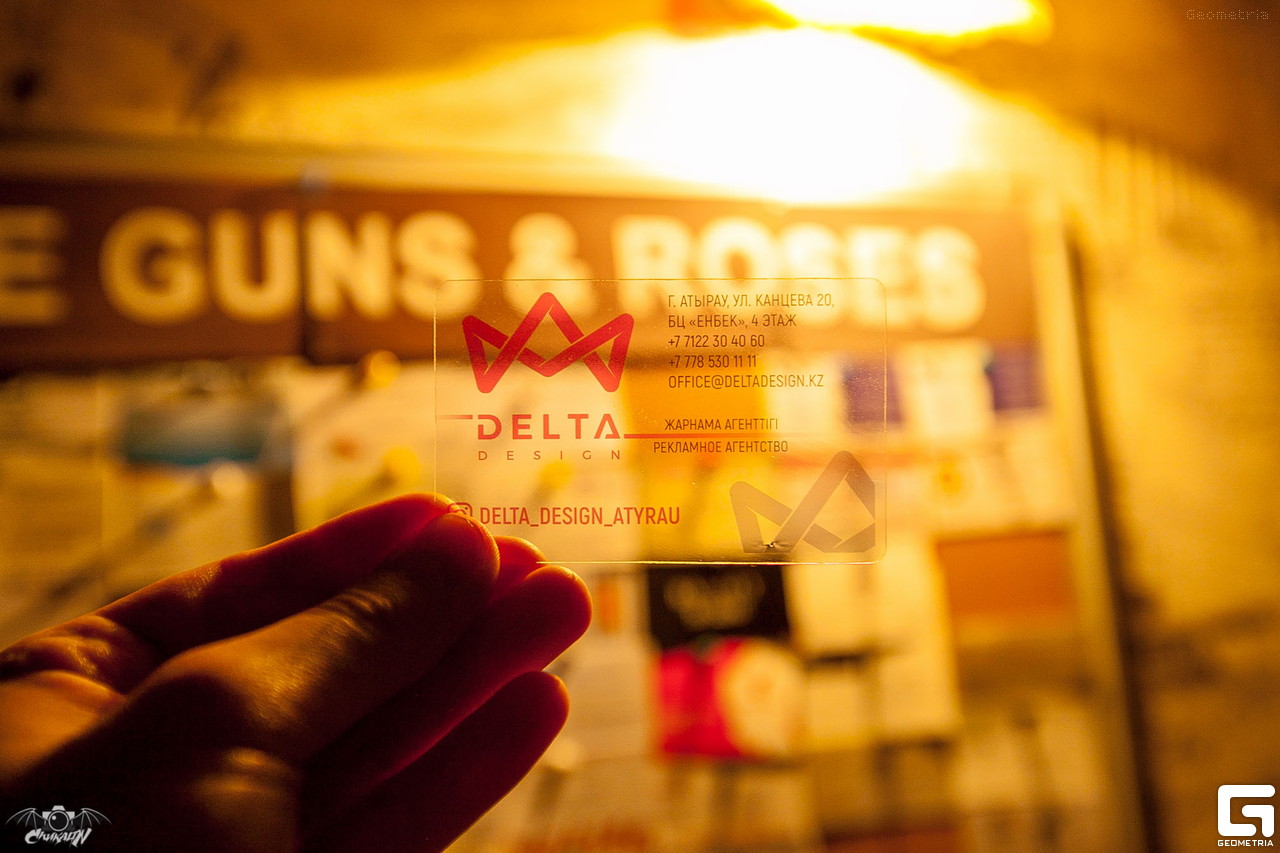 Geometria
E GUNS & ROSES
Г. АТЫРАУ, УЛ. КАНЦЕВА 20,
БЦ «ЕНБЕК», 4 ЭТАЖ
+7 7122 30 40 60
+7 778 530 11 11
OFFICE@DELTADESIGN.KZ
DELTA
DESIGN
ЖАРНАМА АГЕНТТІГІ
РЕКЛАМНОЕ АГЕНТСТВО
DELTA_DESIGN_ATYRAU
GEOMETRIA